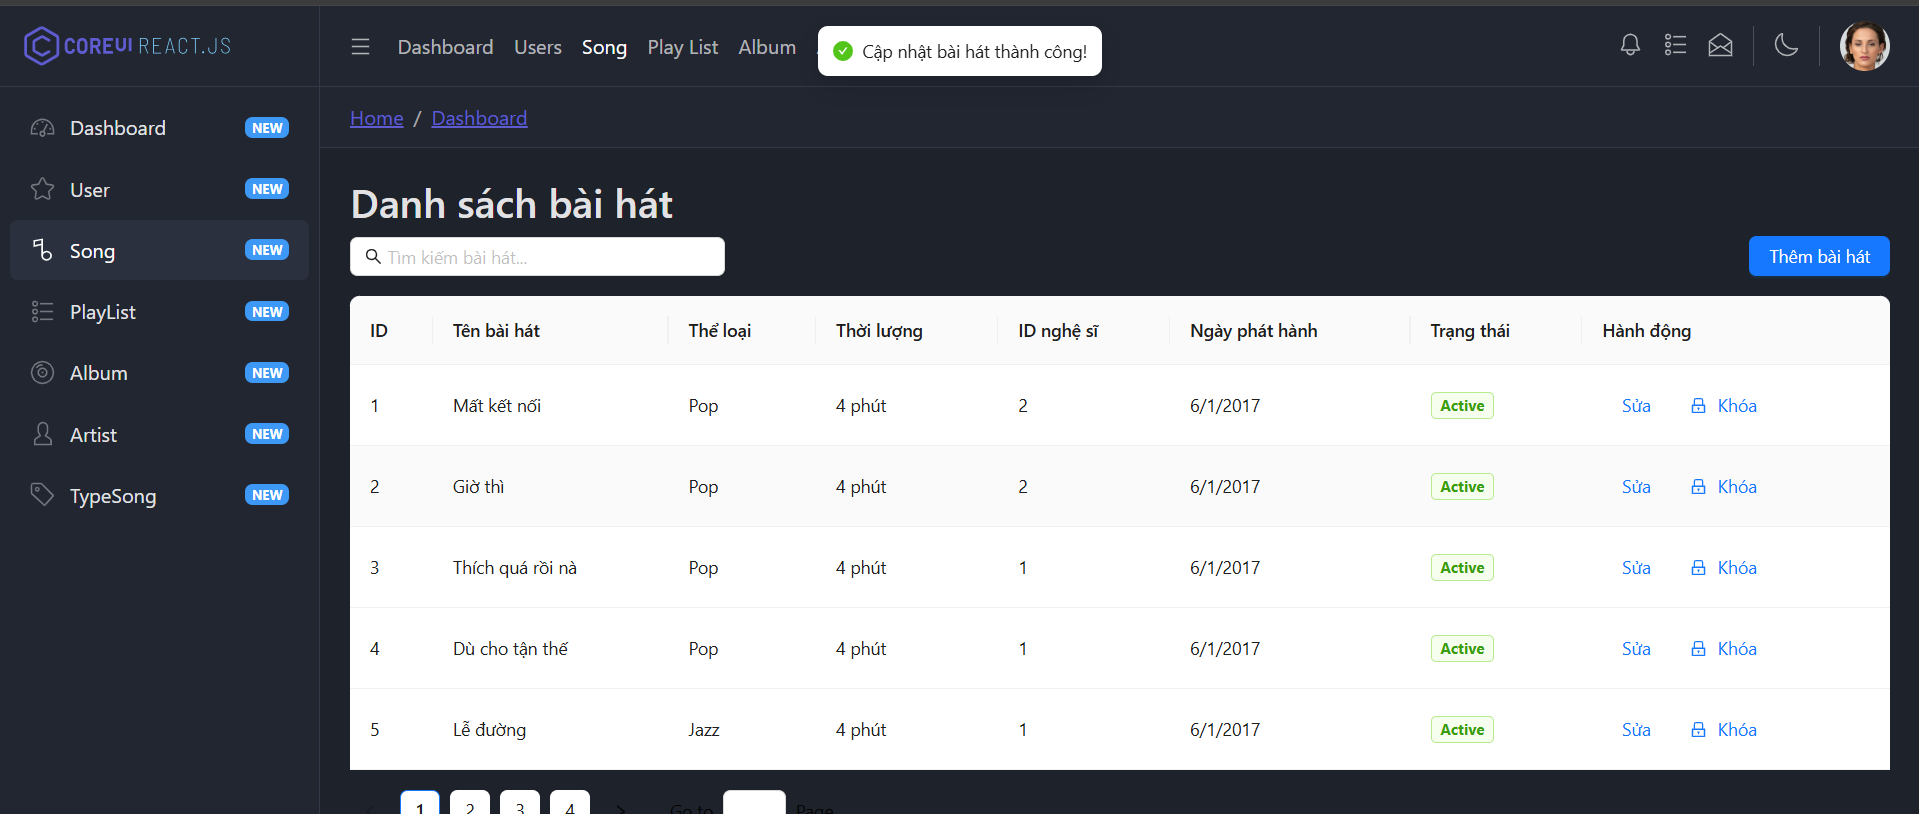 COREUI REACT.JS
Dashboard Users Song Play List Album
Cập nhật bài hát thành công!
Home / Dashboard
Dashboard NEW
User NEW
Song NEW
PlayList NEW
Album NEW
Artist NEW
TypeSong NEW
Danh sách bài hát
Tìm kiếm bài hát...
Thêm bài hát
ID Tên bài hát Thể loại Thời lượng ID nghệ sĩ Ngày phát hành Trạng thái Hành động
1 Mất kết nối Pop 4 phút 2 6/1/2017 Active Sửa Khóa
2 Giờ thì Pop 4 phút 2 6/1/2017 Active Sửa Khóa
3 Thích quá rồi nà Pop 4 phút 1 6/1/2017 Active Sửa Khóa
4 Dù cho tận thế Pop 4 phút 1 6/1/2017 Active Sửa Khóa
5 Lễ đường Jazz 4 phút 1 6/1/2017 Active Sửa Khóa
1 2 3 4 Go to Page